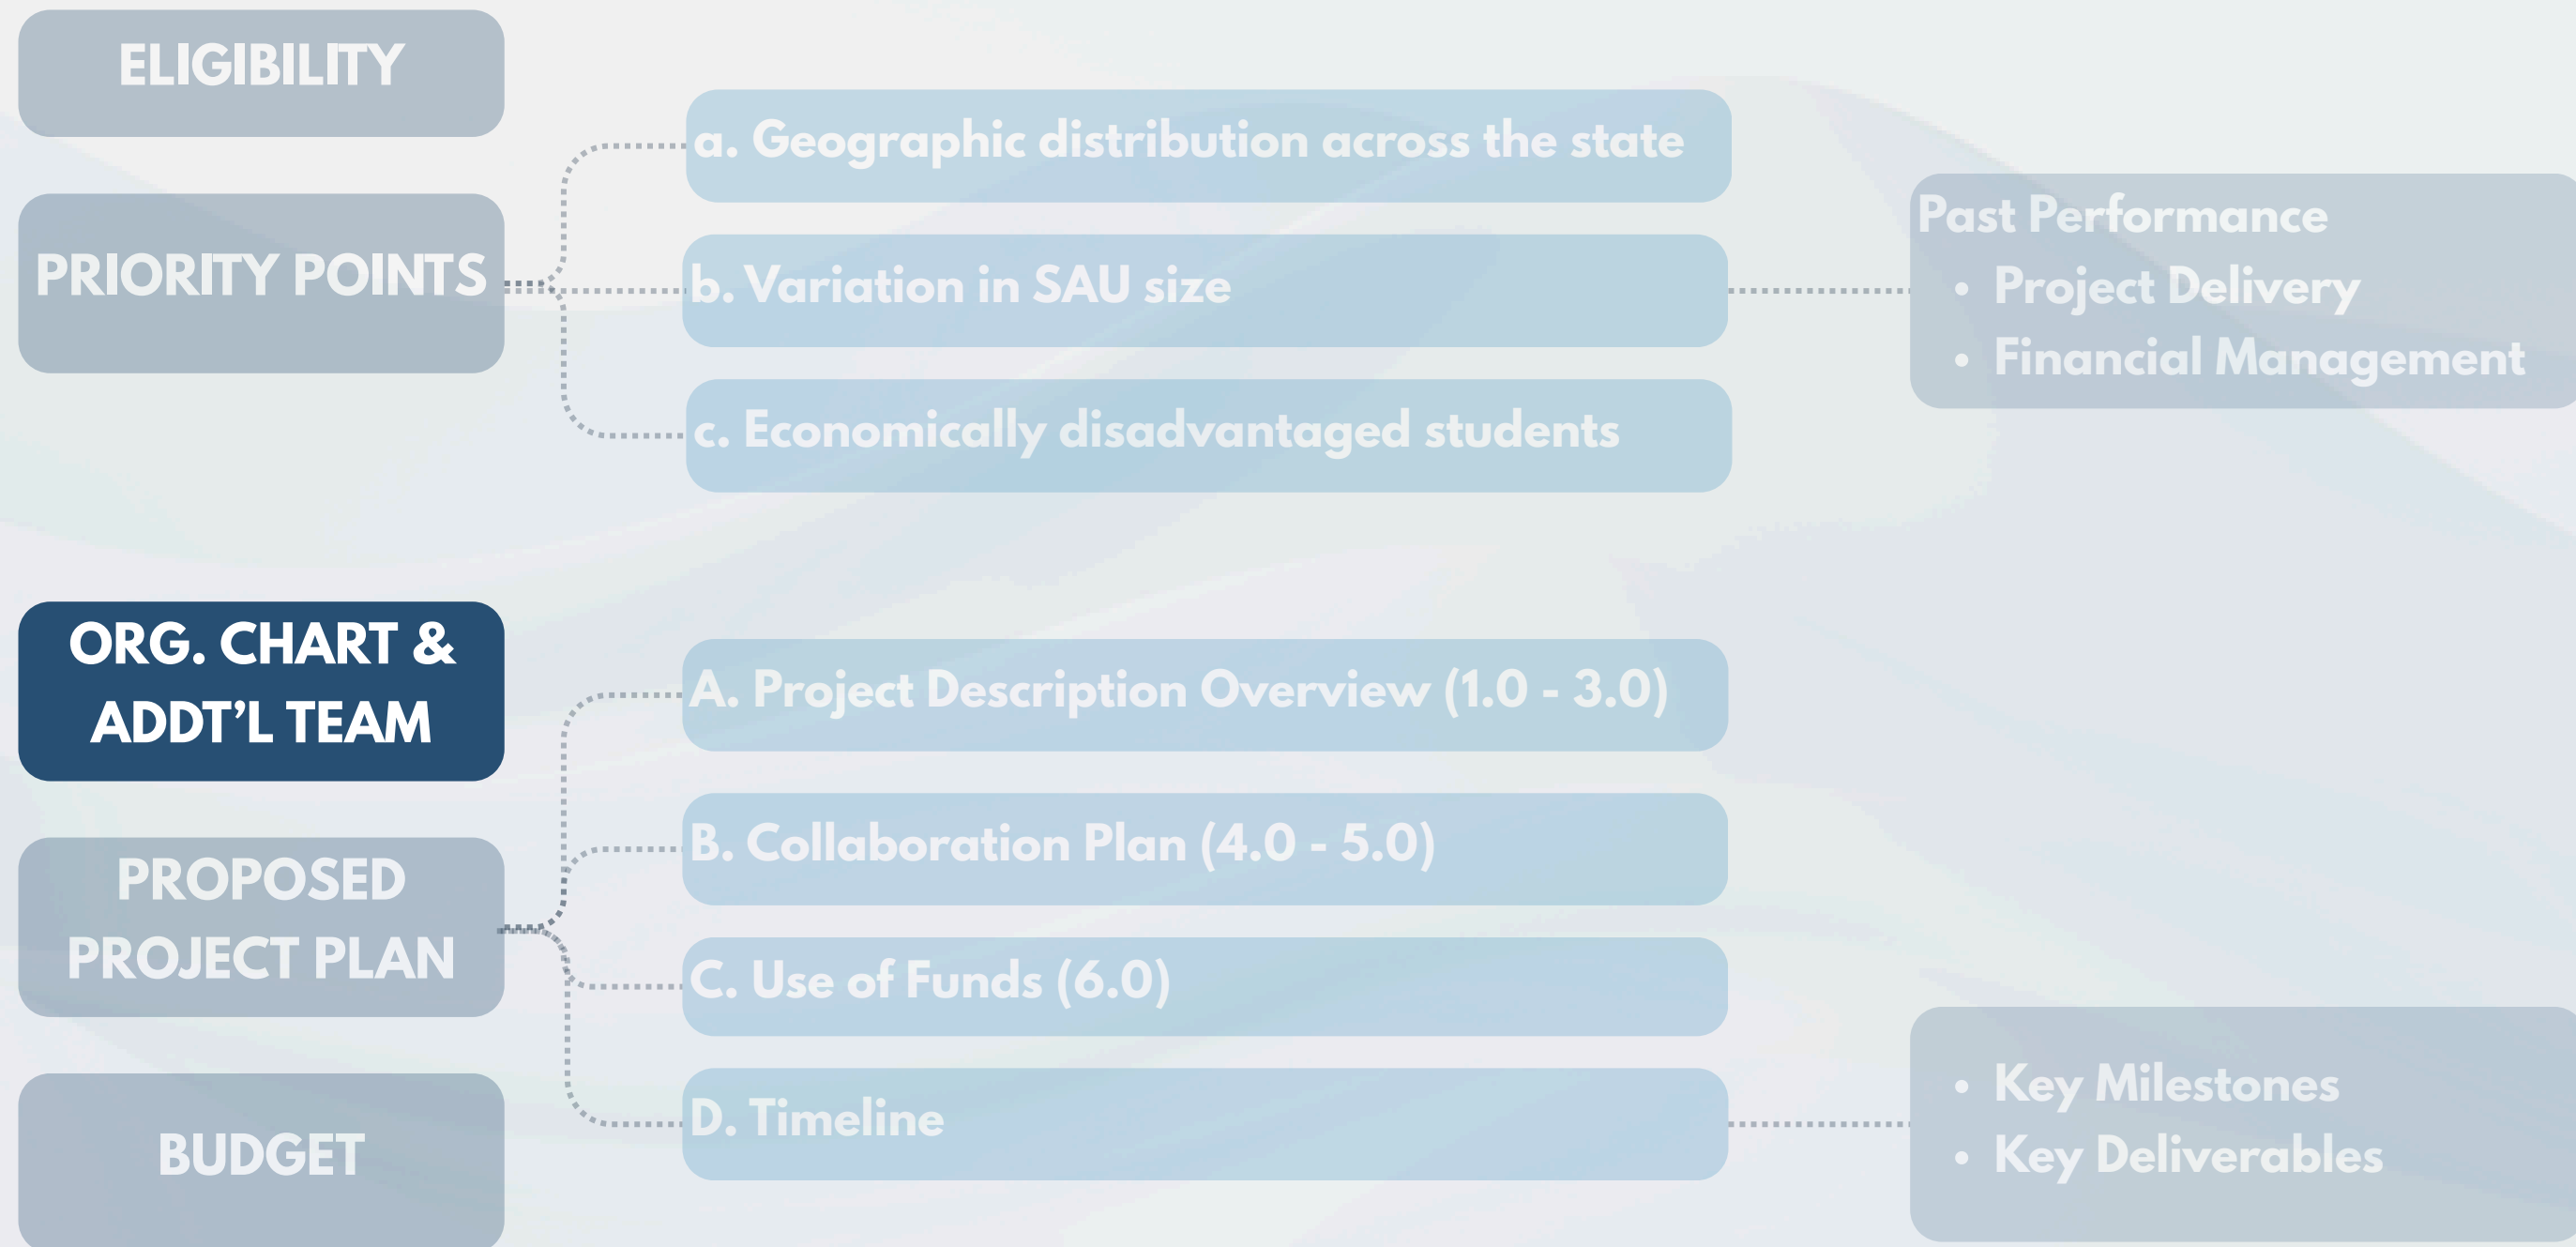 ELIGIBILITY
PRIORITY POINTS
a. Geographic distribution across the state
b. Variation in SAU size
c. Economically disadvantaged students
Past Performance
• Project Delivery
• Financial Management
ORG. CHART &
ADDT’L TEAM
PROPOSED
PROJECT PLAN
A. Project Description Overview (1.0 - 3.0)
B. Collaboration Plan (4.0 - 5.0)
C. Use of Funds (6.0)
D. Timeline
• Key Milestones
• Key Deliverables
BUDGET